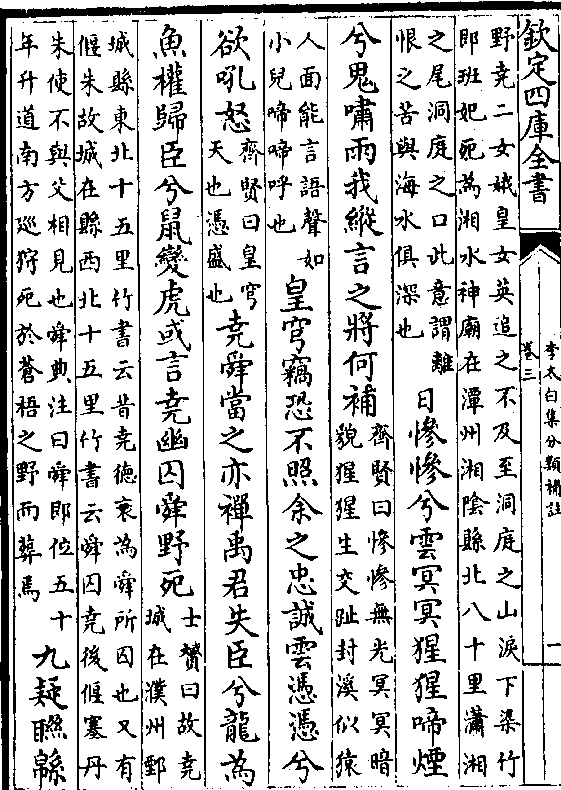 欽定四庫全書
李太白集分類補註
卷三
一
野堯二女娥皇女英追之不及至洞庭之山淚下染竹
即班妃死為湘水神廟在潭州湘陰縣北八十里瀟湘
之尾洞庭之口此意謂離
恨之苦與海水俱深也
日慘慘兮雲冥冥猩猩啼煙
兮鬼嘯雨我縱言之將何補
齊賢曰慘慘無光冥冥暗
貌猩猩生交趾封溪似猿
人面能言語聲如
小兒啼啼呼也
皇穹竊恐不照余之忠誠雲憑憑兮
欲吼怒
齊賢曰皇穹
天也憑盛也
堯舜當之亦禪禹君失臣兮龍為
魚權歸臣兮鼠變虎或言堯幽囚舜野死
士贇曰故堯
城在濮州鄄
城縣東北十五里竹書云昔堯德衰為舜所囚也又有
偃朱故城在縣西北十五里竹書云舜囚堯後偃塞丹
朱使不與父相見也舜典注曰舜即位五十
年升道南方巡狩死於蒼梧之野而葬焉
九疑聯緜